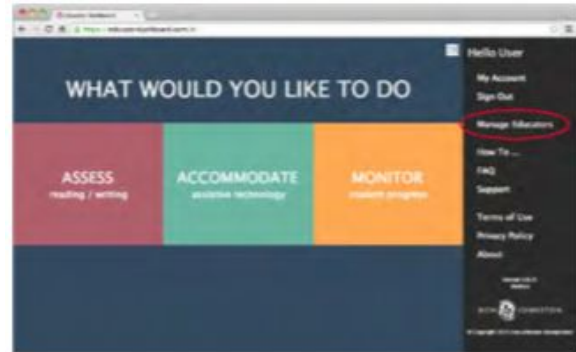 WHAT WOULD YOU LIKE TO DO
ASSESS
reading / writing
ACCOMMODATE
assistive technology
MONITOR
student progress
Hello User
My Account
Sign Out
Manage Educators
How To ...
FAQ
Support
Terms of Use
Privacy Policy
About